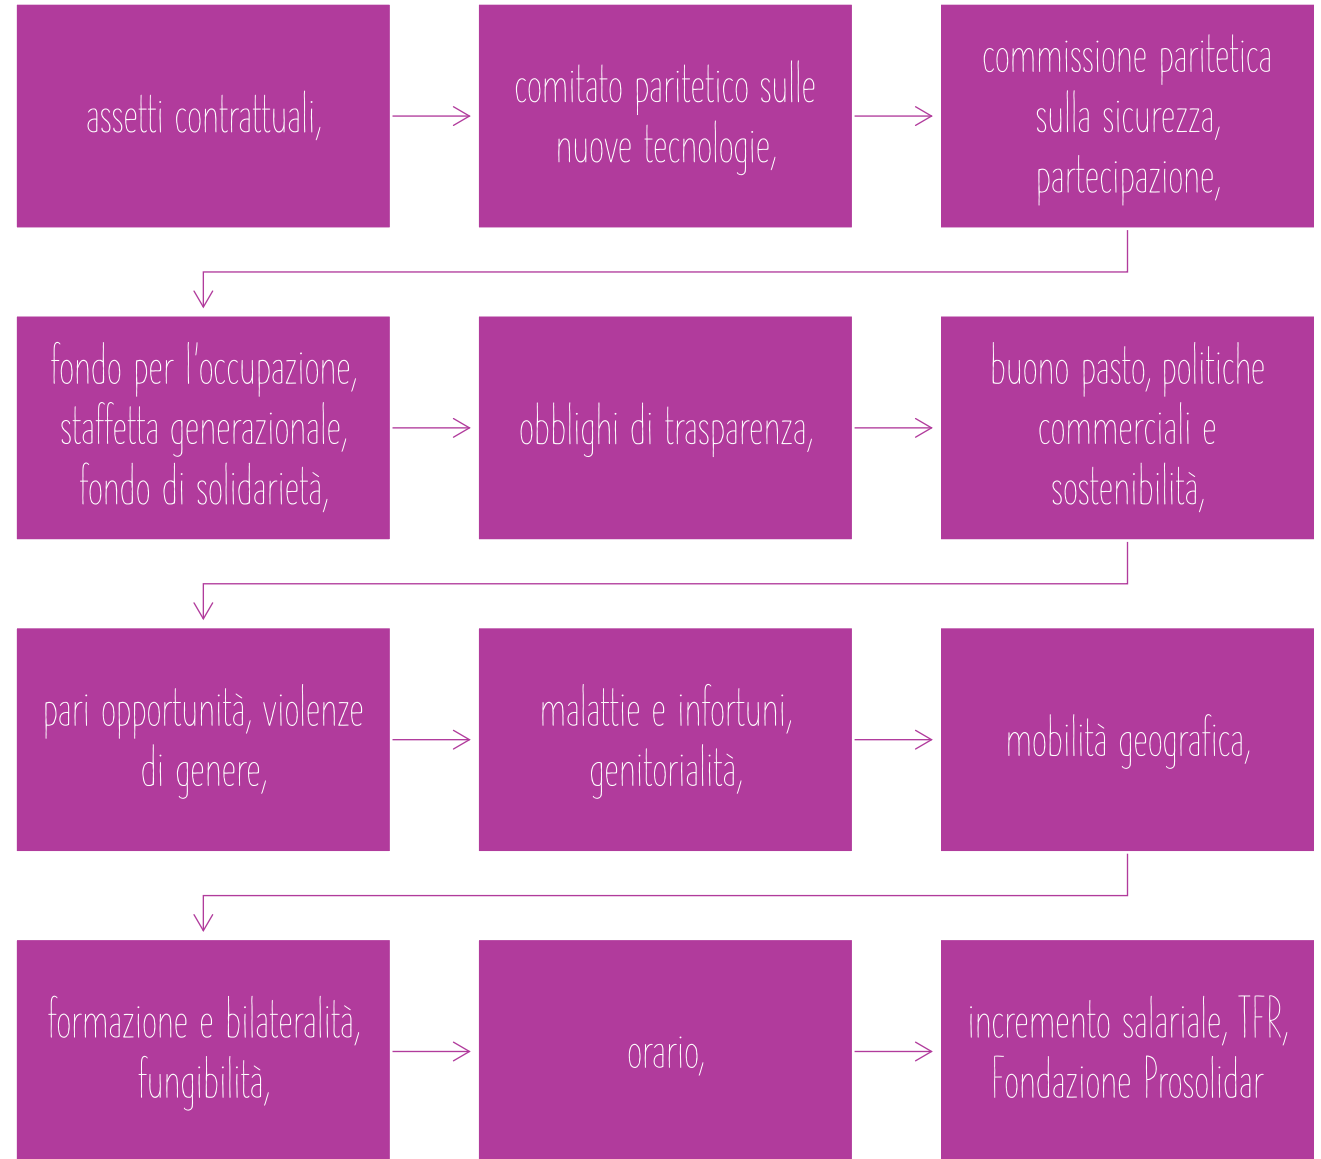 assetti contrattuali,
comitato paritetico sulle
nuove tecnologie,
commissione paritetica
sulla sicurezza,
partecipazione,
fondo per l'occupazione,
staffetta generazionale,
fondo di solidarietà,
obblighi di trasparenza,
buono pasto, politiche
commerciali e
sostenibilità,
pari opportunità, violenze
di genere,
malattie e infortuni,
genitorialità,
mobilità geografica,
formazione e bilateralità,
fungibilità,
orario,
incremento salariale, TFR,
Fondazione Prosolidar